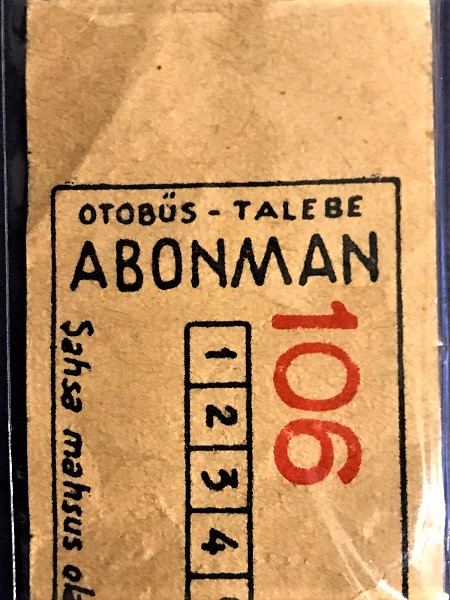 OTOBÜS - TALEBE
ABONMAN
106
1
2
3
4
Şahsa mahsus